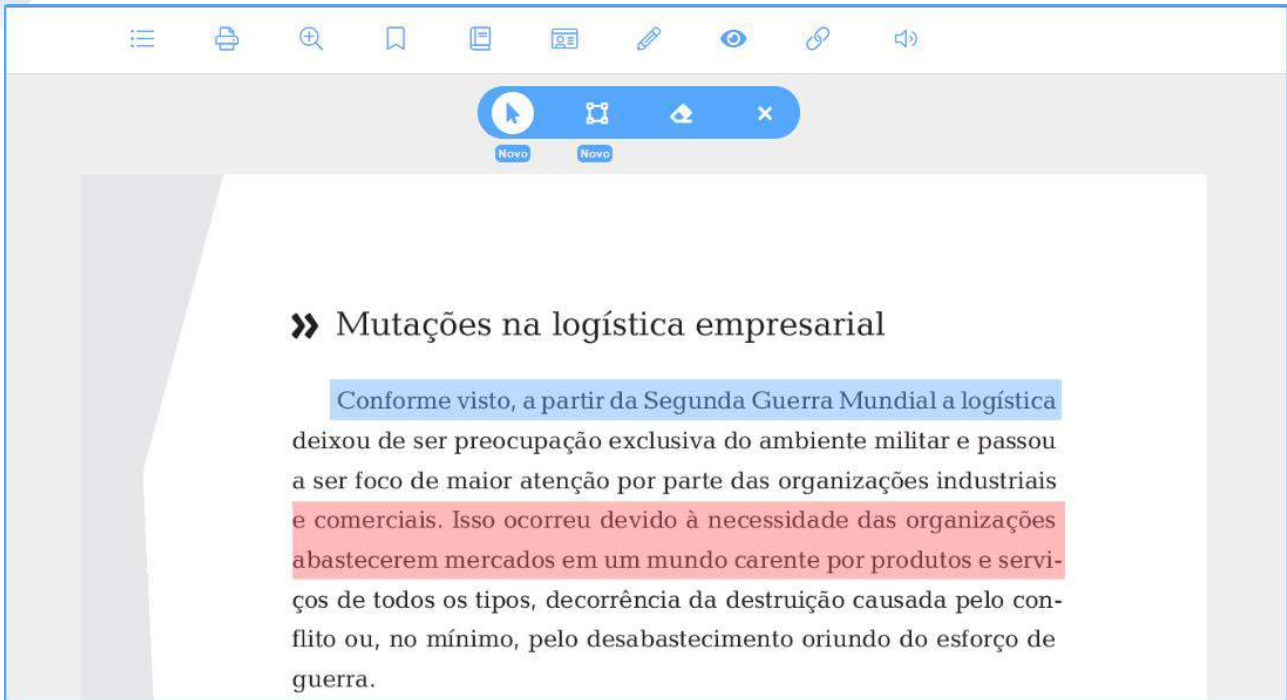 Novo Novo
» Mutações na logística empresarial
Conforme visto, a partir da Segunda Guerra Mundial a logística
deixou de ser preocupação exclusiva do ambiente militar e passou
a ser foco de maior atenção por parte das organizações industriais
e comerciais. Isso ocorreu devido à necessidade das organizações
abastecerem mercados em um mundo carente por produtos e servi-
ços de todos os tipos, decorrência da destruição causada pelo con-
flito ou, no mínimo, pelo desabastecimento oriundo do esforço de
guerra.